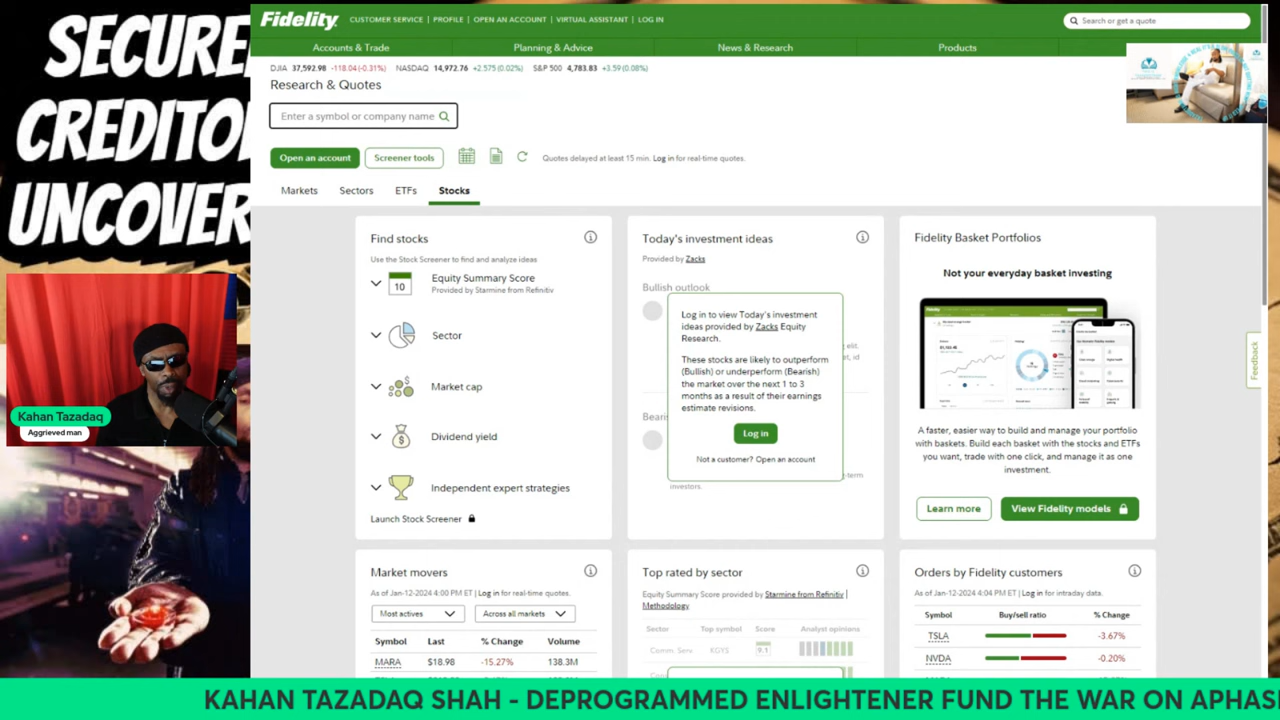 SECURE
CREDITO
UNCOVER
Kahan Tazadaq
Aggrieved man
Fidelity
CUSTOMER SERVICE | PROFILE | OPEN AN ACCOUNT | VIRTUAL ASSISTANT | LOG IN
Search or get a quote
Accounts & Trade
Planning & Advice
News & Research
Products
DJIA 37,592.98 -118.04 (-0.31%) NASDAQ 14,972.76 +2.575 (0.02%) S&P 500 4,783.83 +3.59 (0.08%)
Research & Quotes
Enter a symbol or company name
Open an account
Screener tools
Quotes delayed at least 15 min. Log in for real-time quotes.
Markets
Sectors
ETFs
Stocks
Find stocks
Use the Stock Screener to find and analyze ideas
10
Equity Summary Score
Provided by Starmine from Refinitiv
Sector
Market cap
Dividend yield
Independent expert strategies
Launch Stock Screener
Today's investment ideas
Provided by Zacks
Bullish outlook
Log in to view Today's investment
ideas provided by Zacks Equity
Research.
These stocks are likely to outperform
(Bullish) or underperform (Bearish)
the market over the next 1 to 3
months as a result of their earnings
estimate revisions.
Log in
Not a customer? Open an account
elit.
id
Bearis
-term
investors.
Fidelity Basket Portfolios
Not your everyday basket investing
A faster, easier way to build and manage your portfolio
with baskets. Build each basket with the stocks and ETFs
you want, trade with one click, and manage it as one
investment.
Learn more
View Fidelity models
Feedback
Market movers
As of Jan-12-2024 4:00 PM ET | Log in for real-time quotes.
Most actives
Across all markets
Symbol Last % Change Volume
MARA $18.98 -15.27% 138.3M
Top rated by sector
Equity Summary Score provided by Starmine from Refinitiv |
Methodology
Sector Top symbol Score Analyst opinions
Comm. Serv KGYS 9.1
Orders by Fidelity customers
As of Jan-12-2024 4:04 PM ET | Log in for intraday data.
Symbol Buy/sell ratio % Change
TSLA -3.67%
NVDA -0.20%
KAHAN TAZADAQ SHAH - DEPROGRAMMED ENLIGHTENER FUND THE WAR ON APHAS